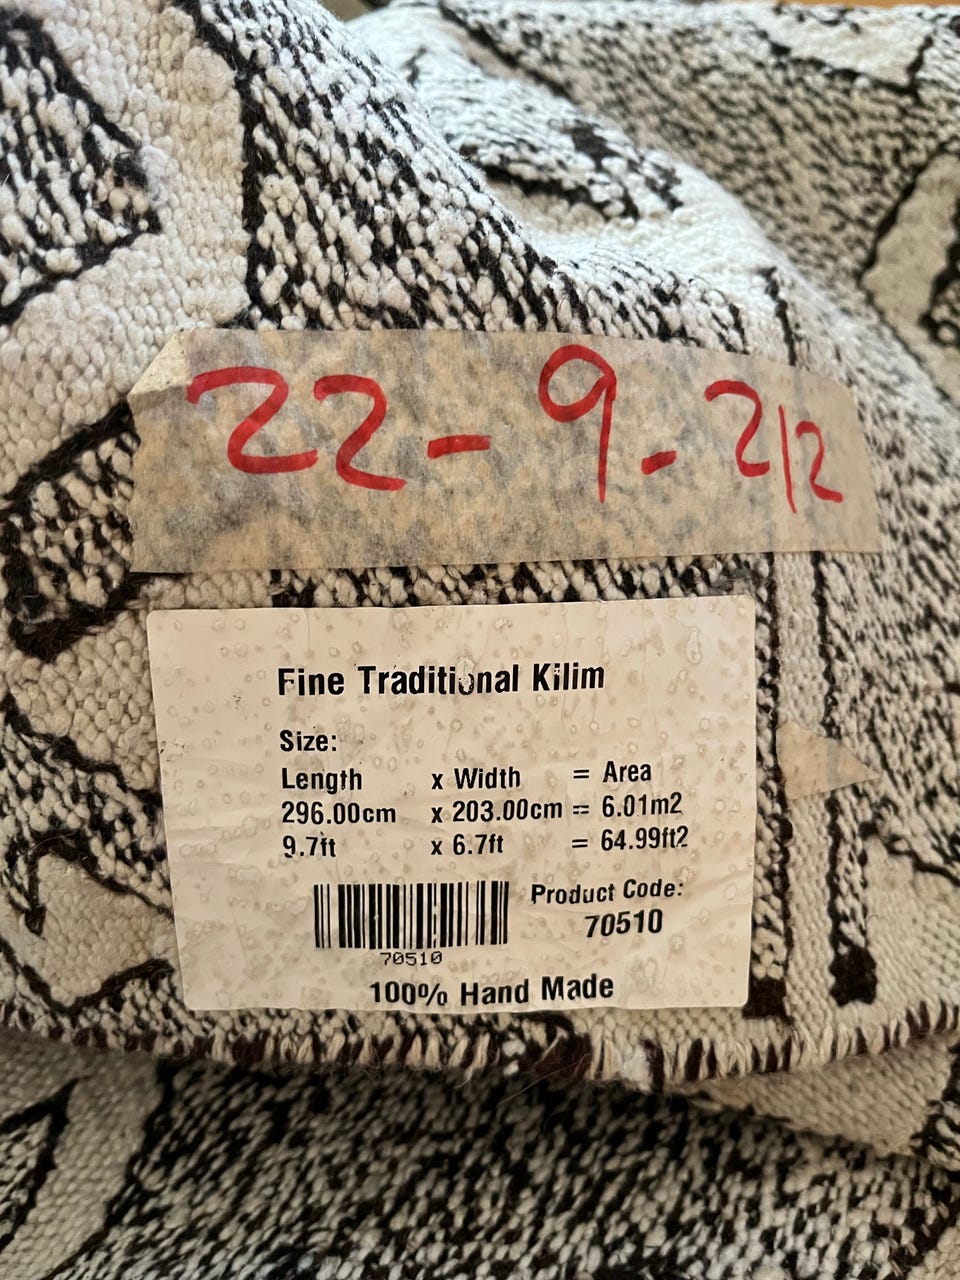 22-9-2/2
Fine Traditional Kilim
Size:
Length x Width = Area
296.00cm x 203.00cm = 6.01m2
9.7ft x 6.7ft = 64.99ft2
Product Code:
70510
70510
100% Hand Made